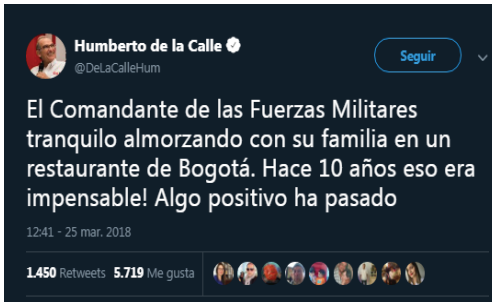 Humberto de la Calle
@DeLaCalleHum
Seguir
El Comandante de las Fuerzas Militares
tranquilo almorzando con su familia en un
restaurante de Bogotá. Hace 10 años eso era
impensable! Algo positivo ha pasado
12:41 - 25 mar. 2018
1.450 Retweets 5.719 Me gusta